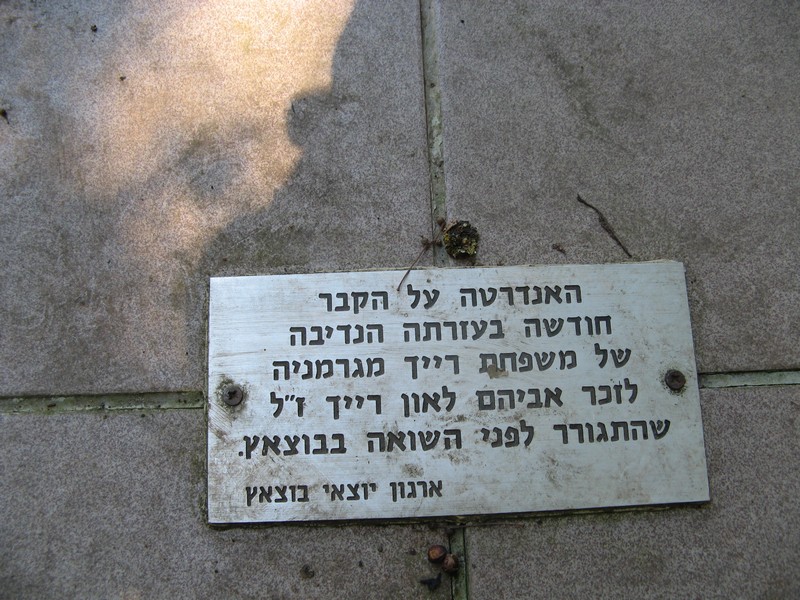 האנדרטה על הקבר
חודשה בעזרתה הנדיבה
של משפחת רייך מגרמניה
לזכר אביהם לאון רייך ז״ל
שהתגורר לפני השואה בבוצאץ.
ארגון יוצאי בוצאץ